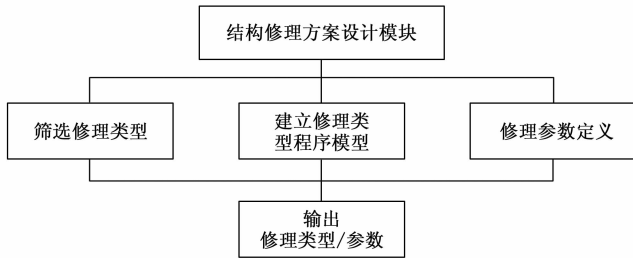 结构修理方案设计模块
筛选修理类型
建立修理类
型程序模型
修理参数定义
输出
修理类型/参数